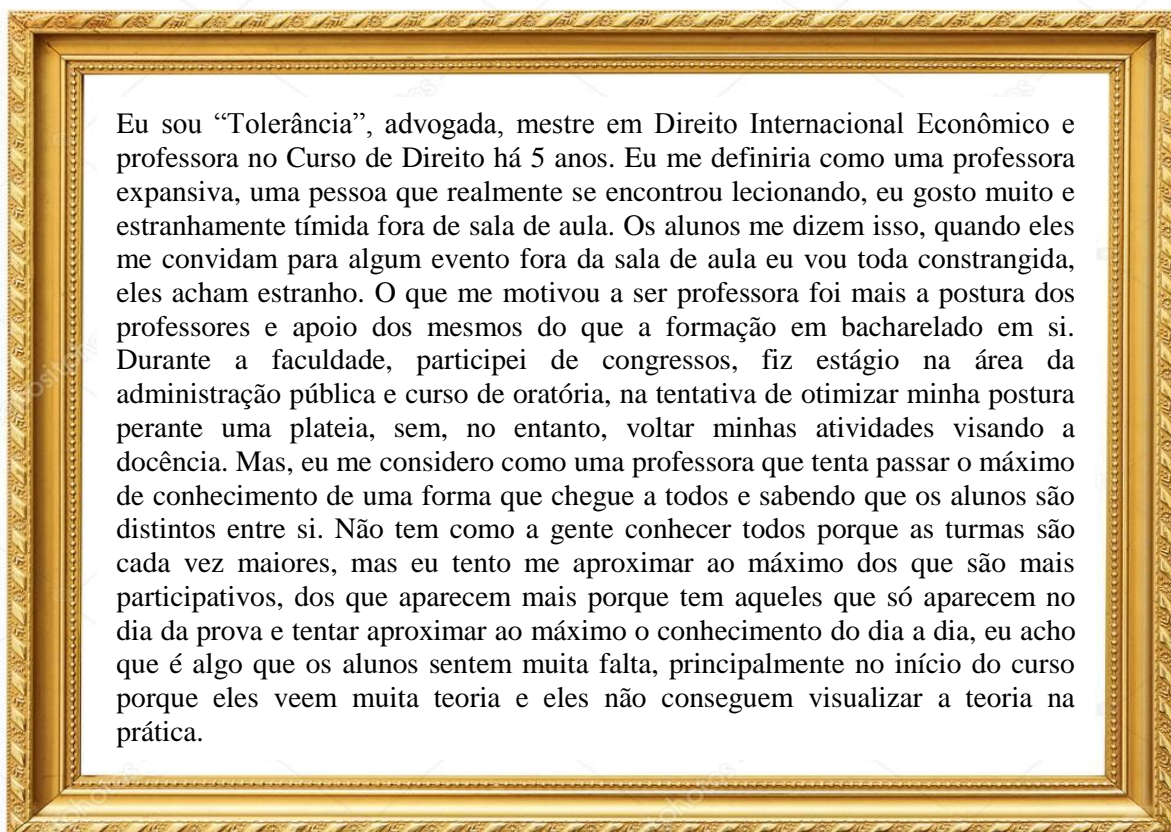 Eu sou “Tolerância”, advogada, mestre em Direito Internacional Econômico e
professora no Curso de Direito há 5 anos. Eu me definiria como uma professora
expansiva, uma pessoa que realmente se encontrou lecionando, eu gosto muito e
estranhamente tímida fora de sala de aula. Os alunos me dizem isso, quando eles
me convidam para algum evento fora da sala de aula eu vou toda constrangida,
eles acham estranho. O que me motivou a ser professora foi mais a postura dos
professores e apoio dos mesmos do que a formação em bacharelado em si.
Durante a faculdade, participei de congressos, fiz estágio na área da
administração pública e curso de oratória, na tentativa de otimizar minha postura
perante uma plateia, sem, no entanto, voltar minhas atividades visando a
docência. Mas, eu me considero como uma professora que tenta passar o máximo
de conhecimento de uma forma que chegue a todos e sabendo que os alunos são
distintos entre si. Não tem como a gente conhecer todos porque as turmas são
cada vez maiores, mas eu tento me aproximar ao máximo dos que são mais
participativos, dos que aparecem mais porque tem aqueles que só aparecem no
dia da prova e tentar aproximar ao máximo o conhecimento do dia a dia, eu acho
que é algo que os alunos sentem muita falta, principalmente no início do curso
porque eles veem muita teoria e eles não conseguem visualizar a teoria na
prática.